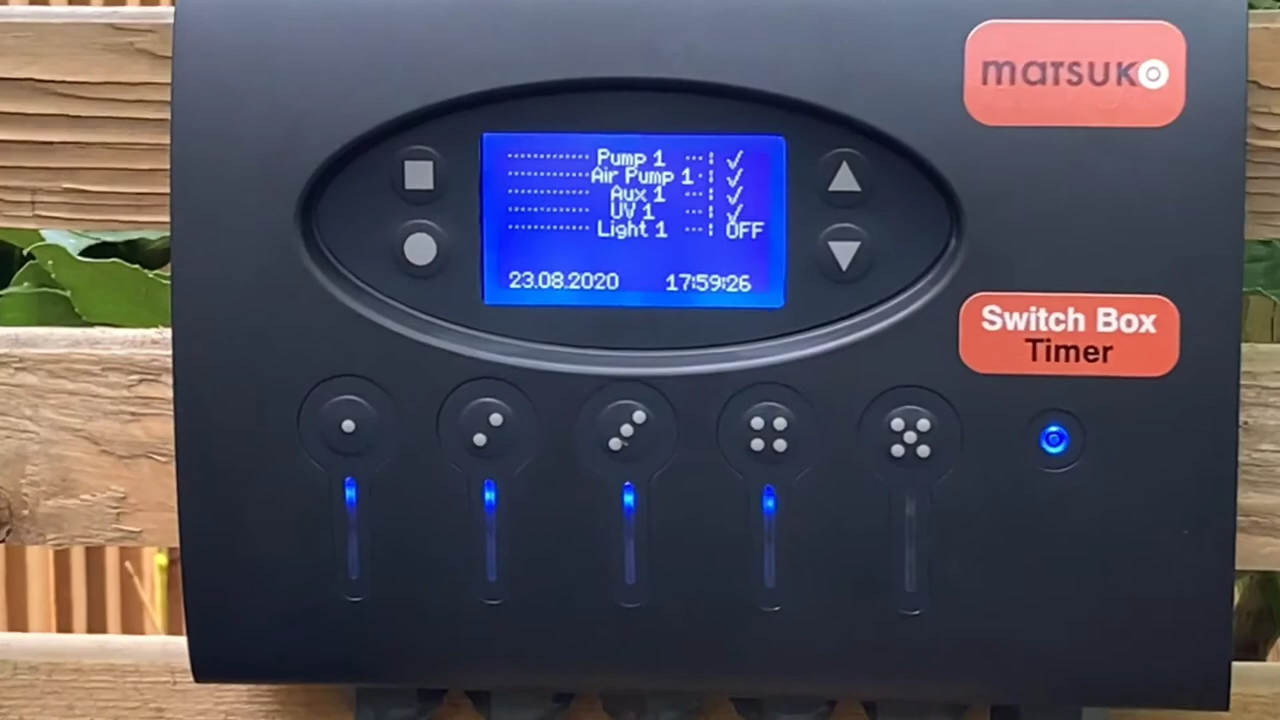 matsuko
Pump 1 ✓
Air Pump 1 ✓
Aux 1 ✓
UV 1 ✓
Light 1 OFF
23.08.2020 17:59:26
Switch Box
Timer